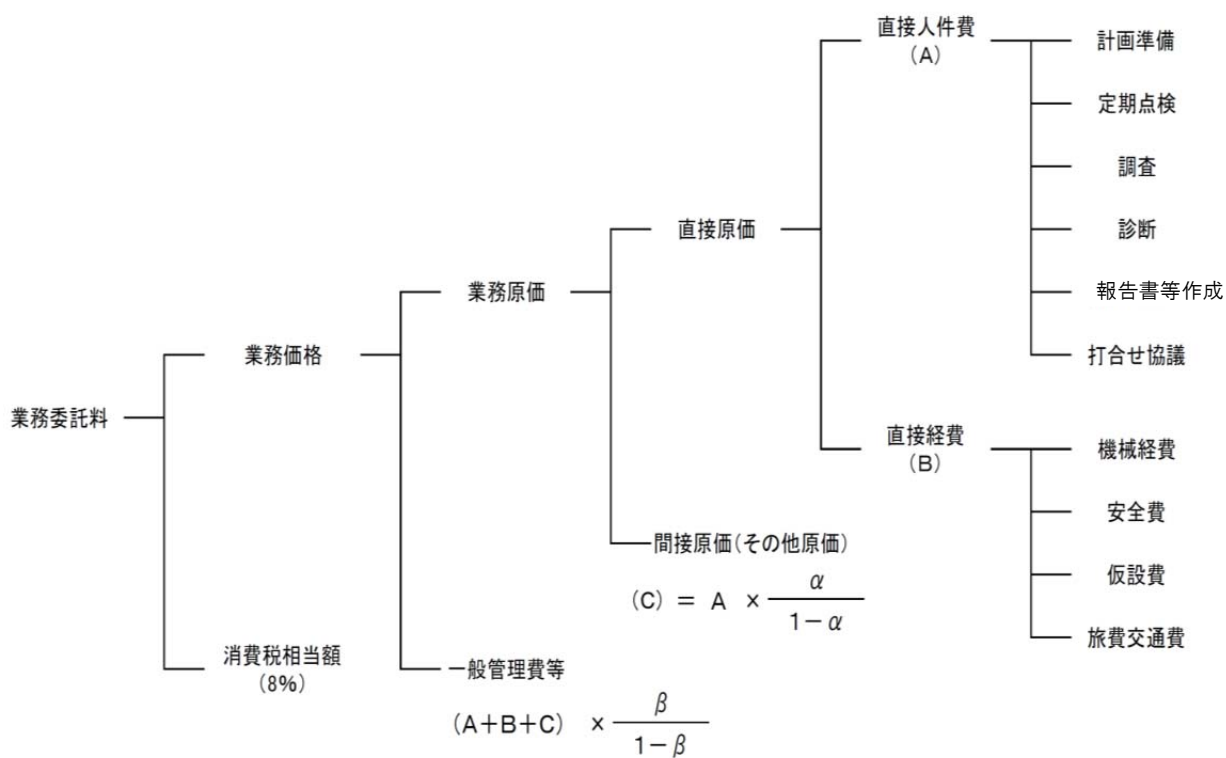 業務委託料
業務価格
消費税相当額
(8%)
業務原価
一般管理費等
(A+B+C) × β / 1-β
直接原価
間接原価(その他原価)
(C) = A × α / 1-α
直接人件費
(A)
計画準備
定期点検
調査
診断
報告書等作成
打合せ協議
直接経費
(B)
機械経費
安全費
仮設費
旅費交通費